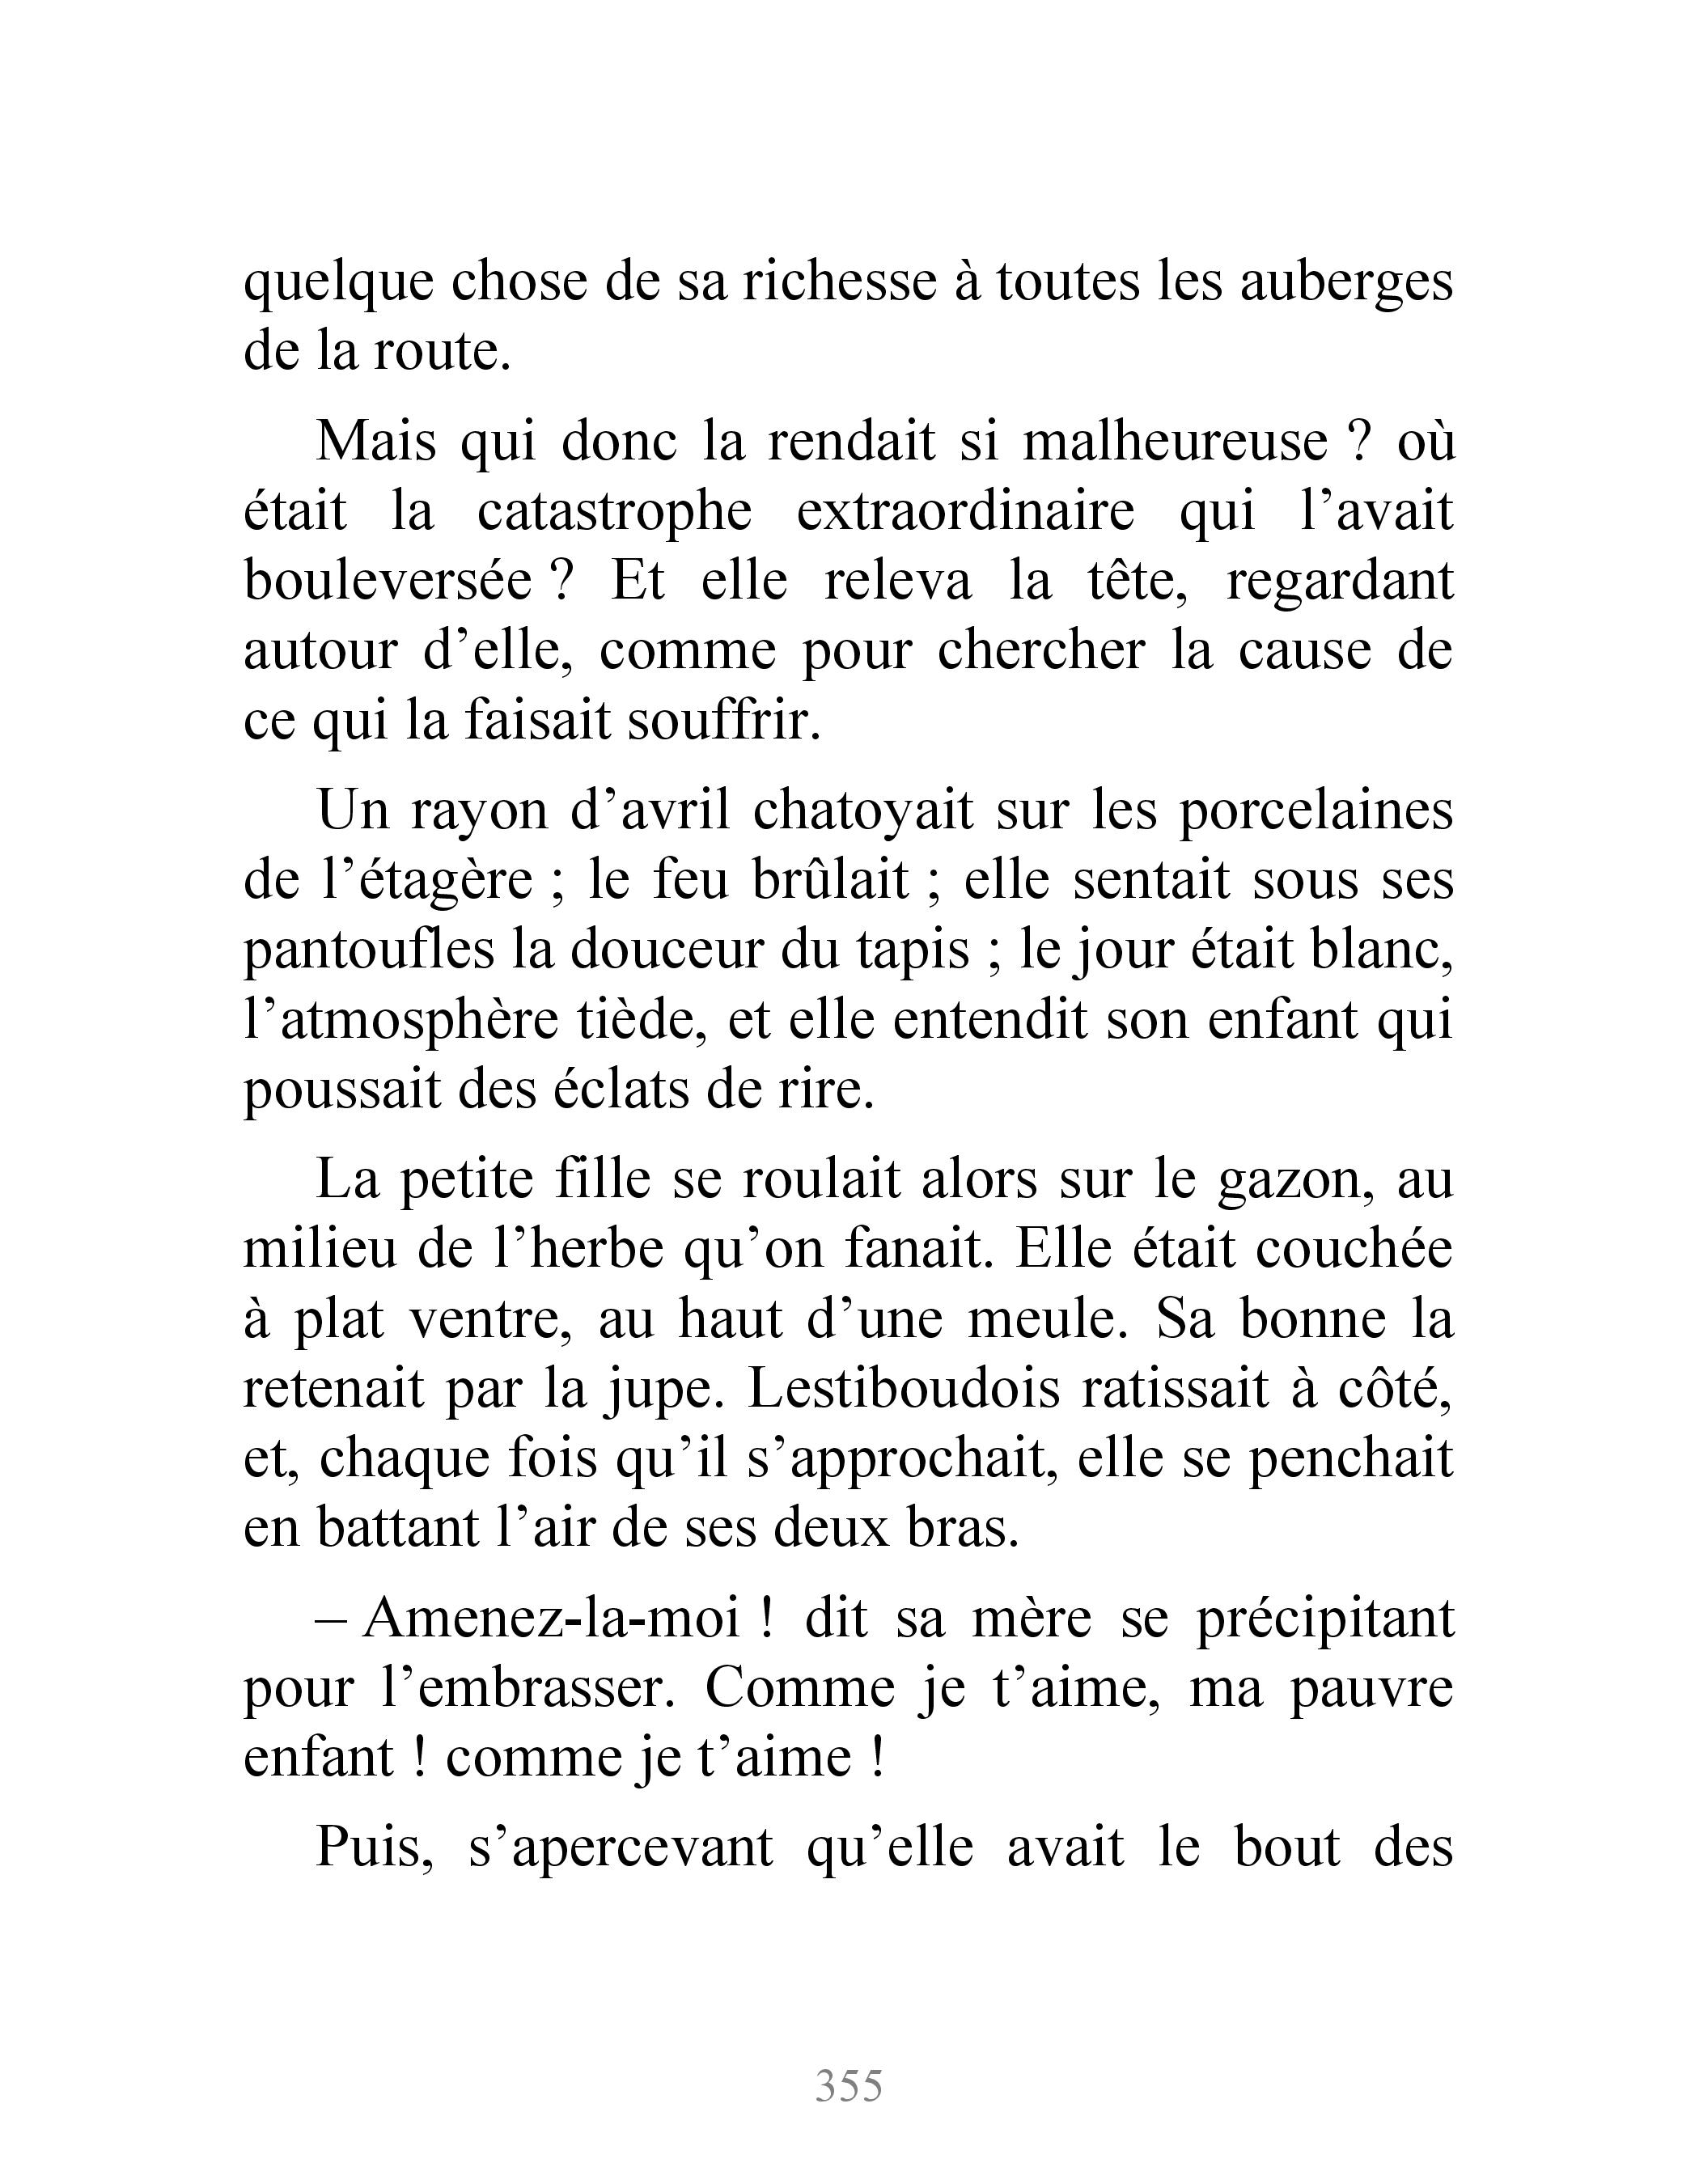 quelque chose de sa richesse à toutes les auberges
de la route.
Mais qui donc la rendait si malheureuse ? où
était la catastrophe extraordinaire qui l’avait
bouleversée ? Et elle releva la tête, regardant
autour d’elle, comme pour chercher la cause de
ce qui la faisait souffrir.
Un rayon d’avril chatoyait sur les porcelaines
de l’étagère ; le feu brûlait ; elle sentait sous ses
pantoufles la douceur du tapis ; le jour était blanc,
l’atmosphère tiède, et elle entendit son enfant qui
poussait des éclats de rire.
La petite fille se roulait alors sur le gazon, au
milieu de l’herbe qu’on fanait. Elle était couchée
à plat ventre, au haut d’une meule. Sa bonne la
retenait par la jupe. Lestiboudois ratissait à côté,
et, chaque fois qu’il s’approchait, elle se penchait
en battant l’air de ses deux bras.
– Amenez-la-moi ! dit sa mère se précipitant
pour l’embrasser. Comme je t’aime, ma pauvre
enfant ! comme je t’aime !
Puis, s’apercevant qu’elle avait le bout des
355